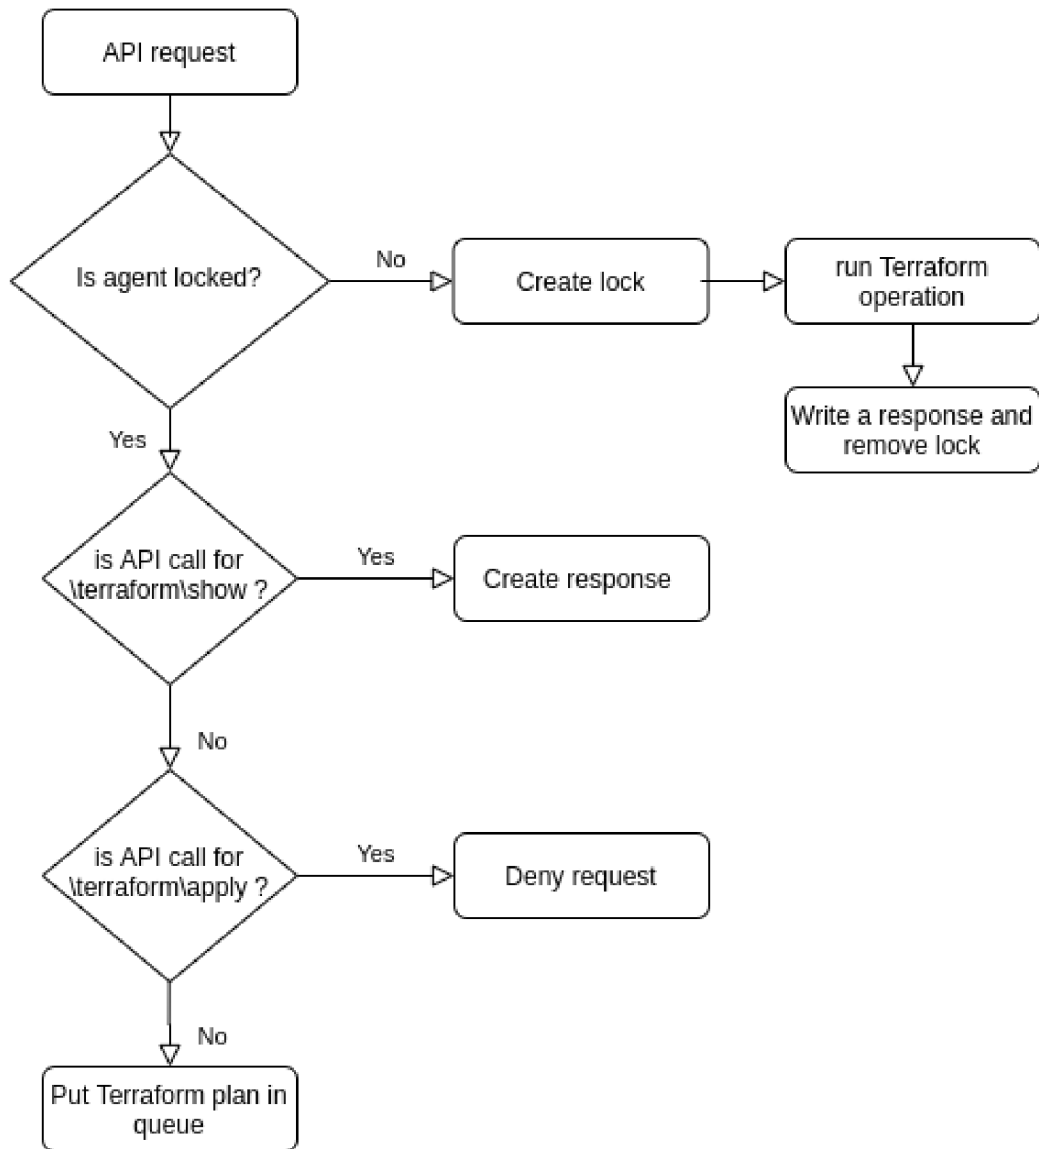 API request
Is agent locked?
No
Create lock
run Terraform
operation
Write a response and
remove lock
Yes
is API call for
\terraform\show ?
Yes
Create response
No
is API call for
\terraform\apply ?
Yes
Deny request
No
Put Terraform plan in
queue